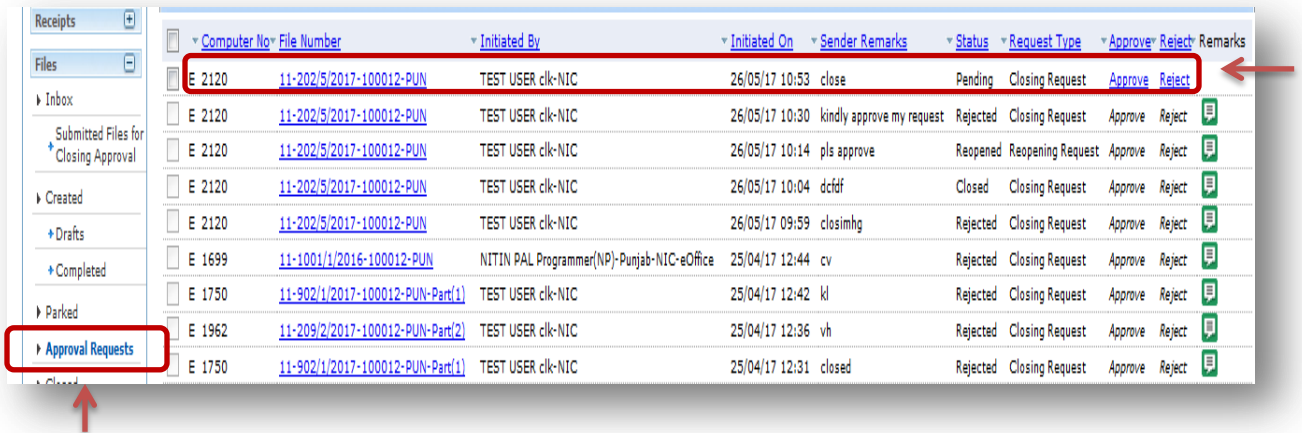 Receipts
Files
Inbox
Submitted Files for
Closing Approval
Created
Drafts
Completed
Parked
Approval Requests
Closed
Computer No File Number Initiated By Initiated On Sender Remarks Status Request Type Approve Reject Remarks
E 2120 11-202/5/2017-100012-PUN TEST USER clk-NIC 26/05/17 10:53 close Pending Closing Request Approve Reject
E 2120 11-202/5/2017-100012-PUN TEST USER clk-NIC 26/05/17 10:30 kindly approve my request Rejected Closing Request Approve Reject
E 2120 11-202/5/2017-100012-PUN TEST USER clk-NIC 26/05/17 10:14 pls approve Reopened Reopening Request Approve Reject
E 2120 11-202/5/2017-100012-PUN TEST USER clk-NIC 26/05/17 10:04 dcfdf Closed Closing Request Approve Reject
E 2120 11-202/5/2017-100012-PUN TEST USER clk-NIC 26/05/17 09:59 closimhg Rejected Closing Request Approve Reject
E 1699 11-1001/1/2016-100012-PUN NITIN PAL Programmer(NP)-Punjab-NIC-eOffice 25/04/17 12:44 cv Rejected Closing Request Approve Reject
E 1750 11-902/1/2017-100012-PUN-Part(1) TEST USER clk-NIC 25/04/17 12:42 kl Rejected Closing Request Approve Reject
E 1962 11-209/2/2017-100012-PUN-Part(2) TEST USER clk-NIC 25/04/17 12:36 vh Rejected Closing Request Approve Reject
E 1750 11-902/1/2017-100012-PUN-Part(1) TEST USER clk-NIC 25/04/17 12:31 closed Rejected Closing Request Approve Reject